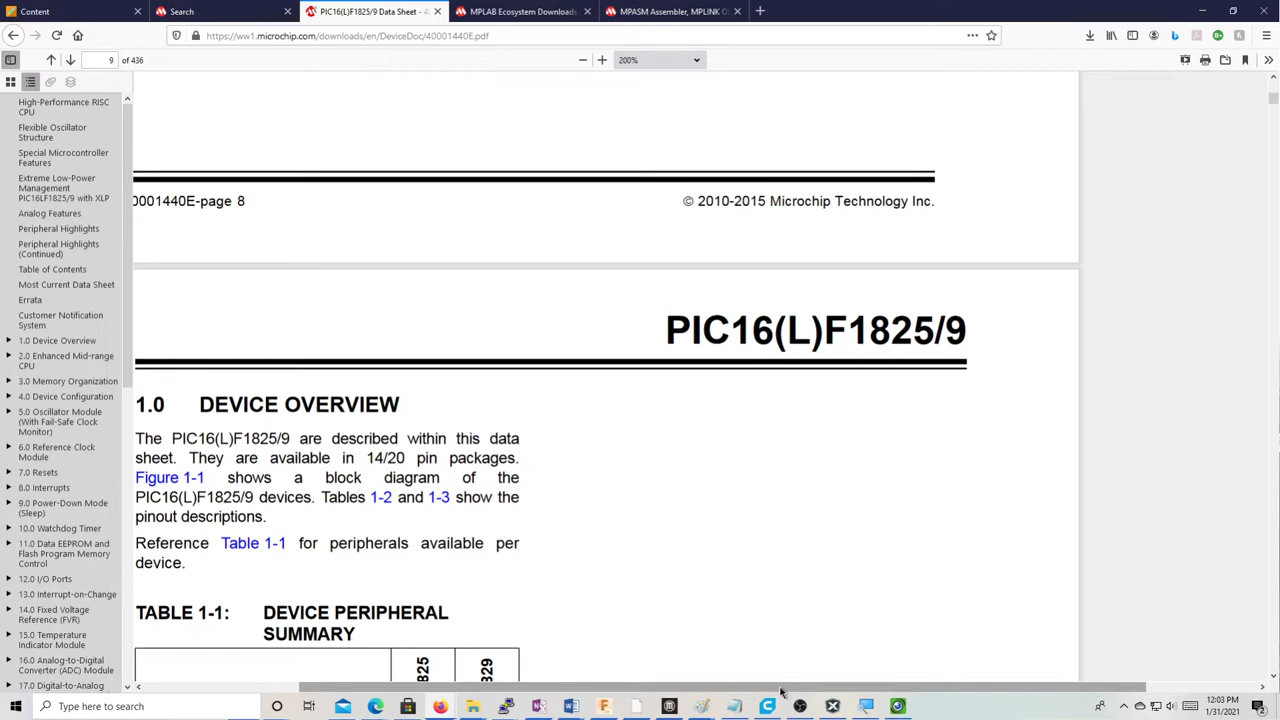 Content
Search
PIC16(L)F1825/9 Data Sheet - 4
MPLAB Ecosystem Downloads
MPASM Assembler, MPLINK O
https://ww1.microchip.com/downloads/en/DeviceDoc/40001440E.pdf
9 of 436
200%
High-Performance RISC
CPU
Flexible Oscillator
Structure
Special Microcontroller
Features
Extreme Low-Power
Management
PIC16LF1825/9 with XLP
Analog Features
Peripheral Highlights
Peripheral Highlights
(Continued)
Table of Contents
Most Current Data Sheet
Errata
Customer Notification
System
1.0 Device Overview
2.0 Enhanced Mid-range
CPU
3.0 Memory Organization
4.0 Device Configuration
5.0 Oscillator Module
(With Fail-Safe Clock
Monitor)
6.0 Reference Clock
Module
7.0 Resets
8.0 Interrupts
9.0 Power-Down Mode
(Sleep)
10.0 Watchdog Timer
11.0 Data EEPROM and
Flash Program Memory
Control
12.0 I/O Ports
13.0 Interrupt-on-Change
14.0 Fixed Voltage
Reference (FVR)
15.0 Temperature
Indicator Module
16.0 Analog-to-Digital
Converter (ADC) Module
17.0 Digital-to-Analog
0001440E-page 8
© 2010-2015 Microchip Technology Inc.
PIC16(L)F1825/9
1.0 DEVICE OVERVIEW
The PIC16(L)F1825/9 are described within this data
sheet. They are available in 14/20 pin packages.
Figure 1-1 shows a block diagram of the
PIC16(L)F1825/9 devices. Tables 1-2 and 1-3 show the
pinout descriptions.
Reference Table 1-1 for peripherals available per
device.
TABLE 1-1: DEVICE PERIPHERAL
SUMMARY
825
829
Type here to search
12:03 PM
1/31/2021